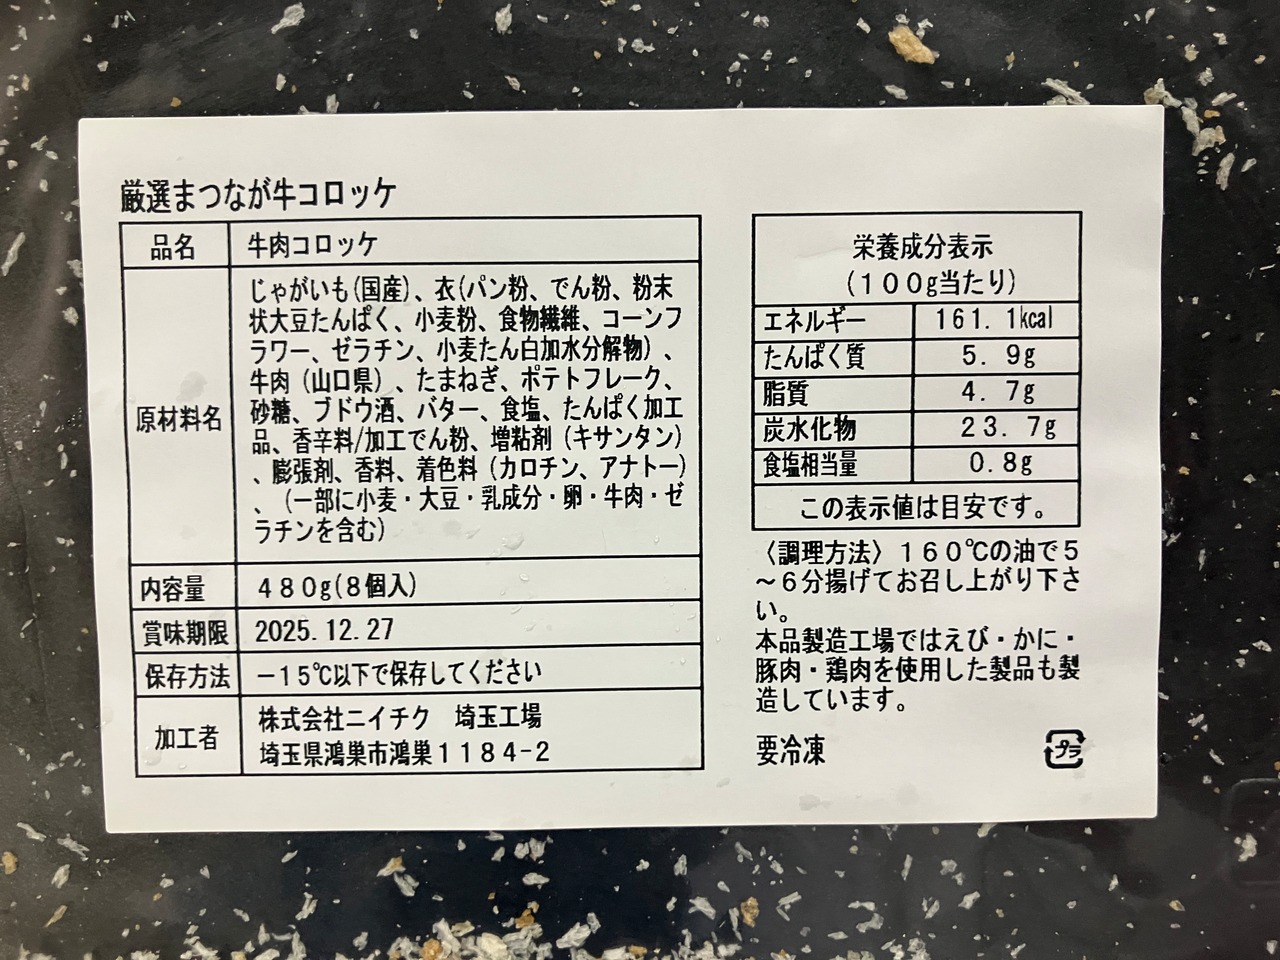 厳選まつなが牛コロッケ
品名
牛肉コロッケ
原材料名
じゃがいも(国産)、衣(パン粉、でん粉、粉末
状大豆たんぱく、小麦粉、食物繊維、コーンフ
ラワー、ゼラチン、小麦たん白加水分解物)、
牛肉(山口県)、たまねぎ、ポテトフレーク、
砂糖、ブドウ酒、バター、食塩、たんぱく加工
品、香辛料/加工でん粉、増粘剤(キサンタン)
、膨張剤、香料、着色料(カロチン、アナトー)
、(一部に小麦・大豆・乳成分・卵・牛肉・ゼ
ラチンを含む)
内容量
480g(8個入)
賞味期限
2025.12.27
保存方法
-15℃以下で保存してください
加工者
株式会社ニイチク 埼玉工場
埼玉県鴻巣市鴻巣1184-2
栄養成分表示
(100g当たり)
エネルギー 161.1kcal
たんぱく質 5.9g
脂質 4.7g
炭水化物 23.7g
食塩相当量 0.8g
この表示値は目安です。
〈調理方法〉160℃の油で5
~6分揚げてお召し上がり下さ
い。
本品製造工場ではえび・かに・
豚肉・鶏肉を使用した製品も製
造しています。
要冷凍
プラ